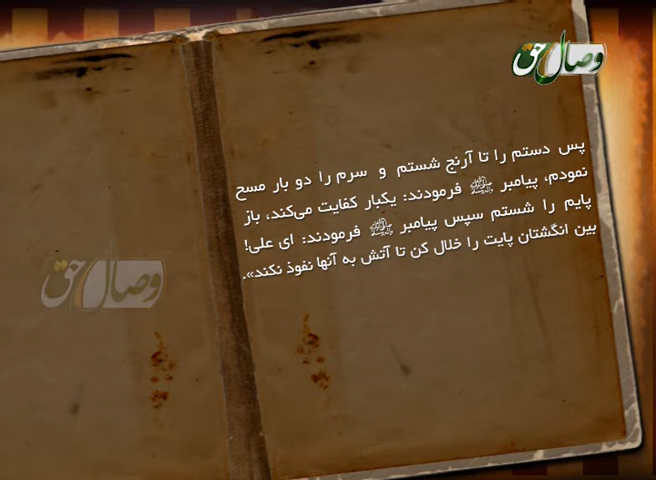 وصال حق
پس دستم را تا آرنج شستم و سرم را دو بار مسح
نمودم، پیامبر ﷺ فرمودند: یکبار کفایت می‌کند، باز
پایم را شستم سپس پیامبر ﷺ فرمودند: ای علی!
بین انگشتان پایت را خلال کن تا آتش به آنها نفوذ نکند».
وصال حق